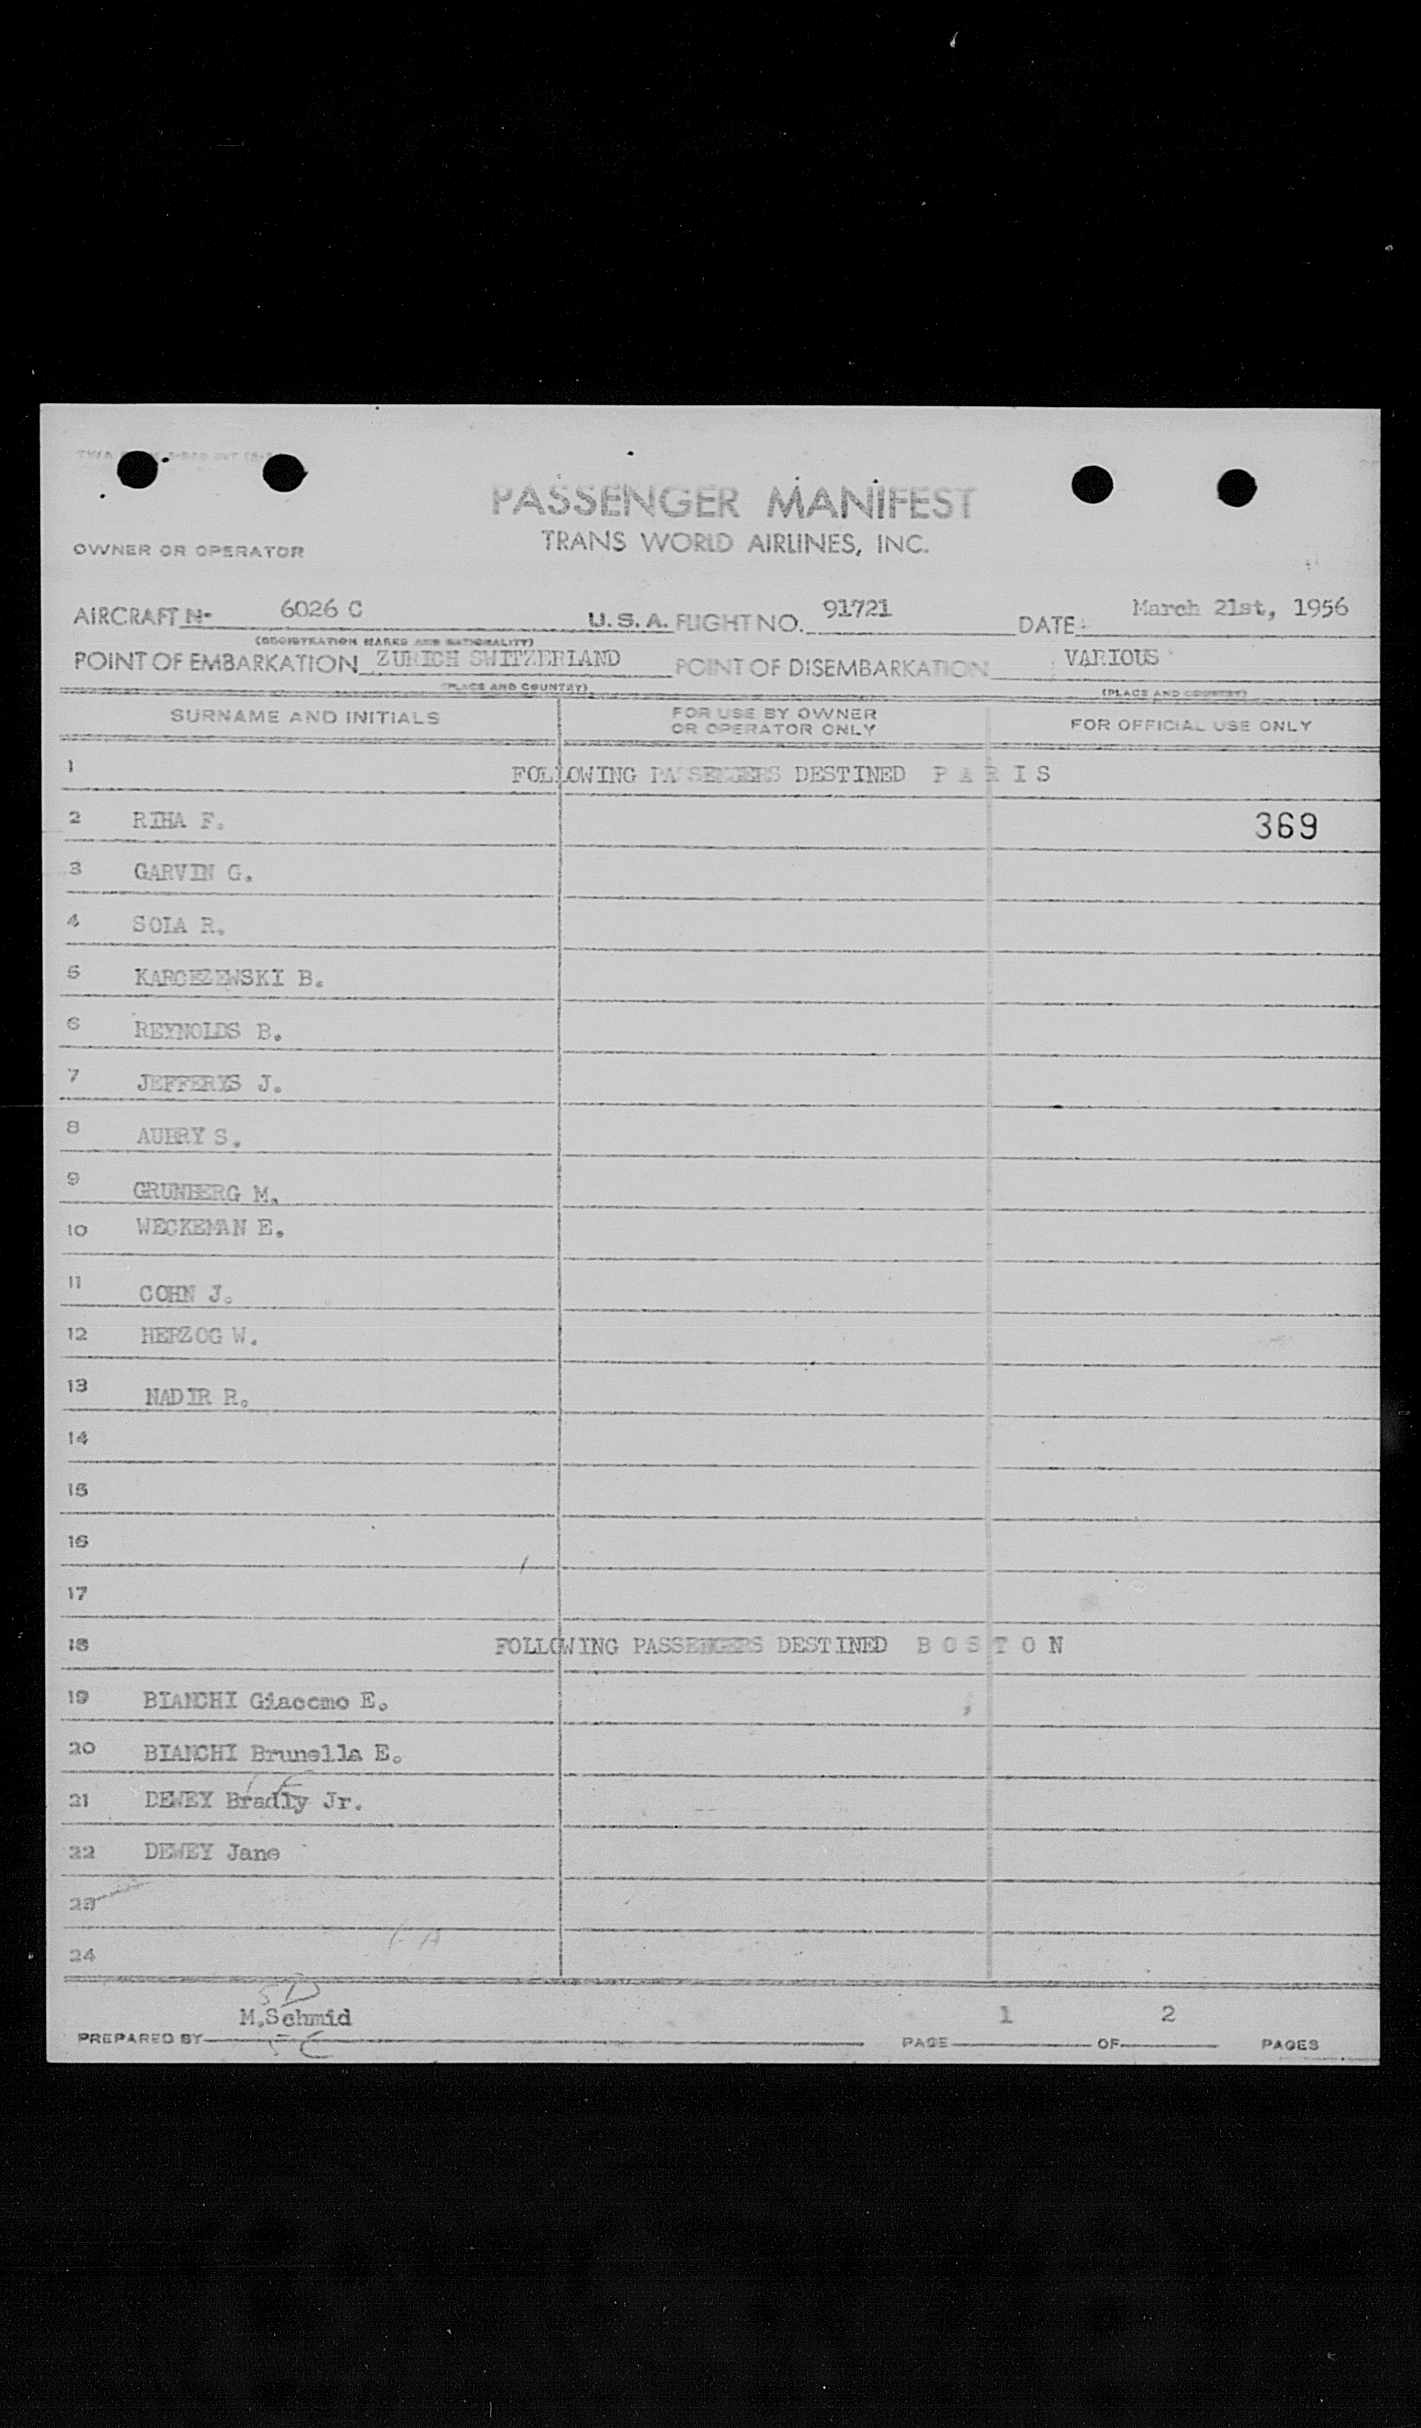 PASSENGER MANIFEST
TRANS WORLD AIRLINES, INC.
OWNER OR OPERATOR
AIRCRAFT N- 6026 C U.S.A. FLIGHT NO. 91721 DATE March 21st, 1956
(REGISTRATION MARKS AND NATIONALITY)
POINT OF EMBARKATION ZURICH SWITZERLAND POINT OF DISEMBARKATION VARIOUS
(PLACE AND COUNTRY) (PLACE AND COUNTRY)
SURNAME AND INITIALS FOR USE BY OWNER OR OPERATOR ONLY FOR OFFICIAL USE ONLY
1 FOLLOWING PASSENGERS DESTINED P A R I S
2 RIHA F. 369
3 GARVIN G.
4 SOLA R.
5 KARCEZEWSKI B.
6 REYNOLDS B.
7 JEFFERYS J.
8 AUBRY S.
9 GRUNBERG M.
10 WECKEMAN E.
11 COHN J.
12 HERZOG W.
13 NADIR R.
14
15
16
17
18 FOLLOWING PASSENGERS DESTINED B O S T O N
19 BIANCHI Giacomo E.
20 BIANCHI Brunella E.
21 DEWEY Bradly Jr.
22 DEWEY Jane
23
24
M.Schmid
PREPARED BY PAGE 1 OF 2 PAGES